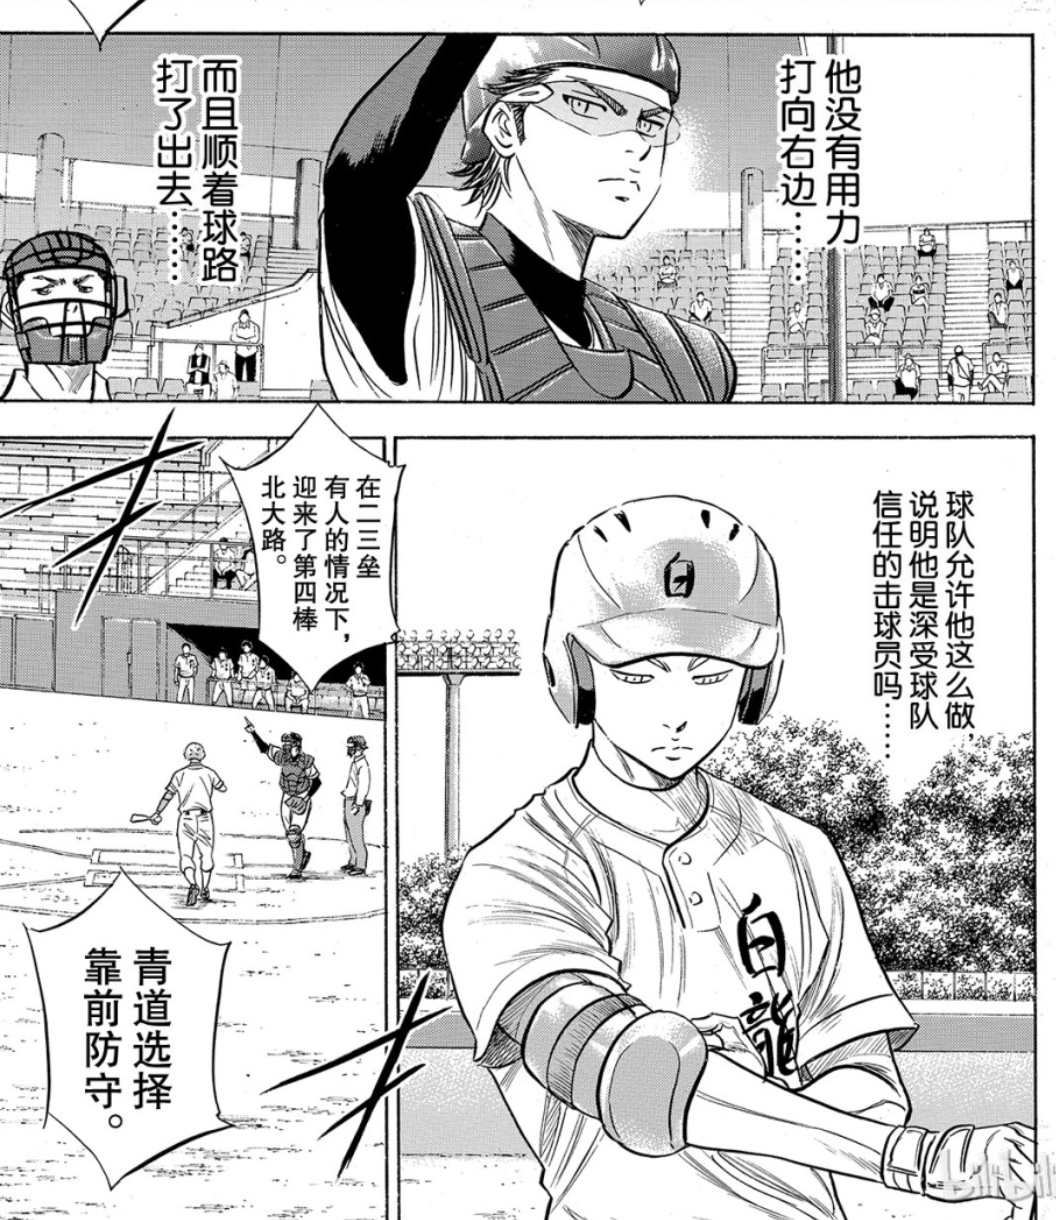 他没有用力
打向右边……
而且顺着球路
打了出去……
球队允许他这么做，
说明他是深受球队
信任的击球员吗……
白
白龍
在二三垒
有人的情况下，
迎来了第四棒
北大路。
青道选择
靠前防守。
bilibili